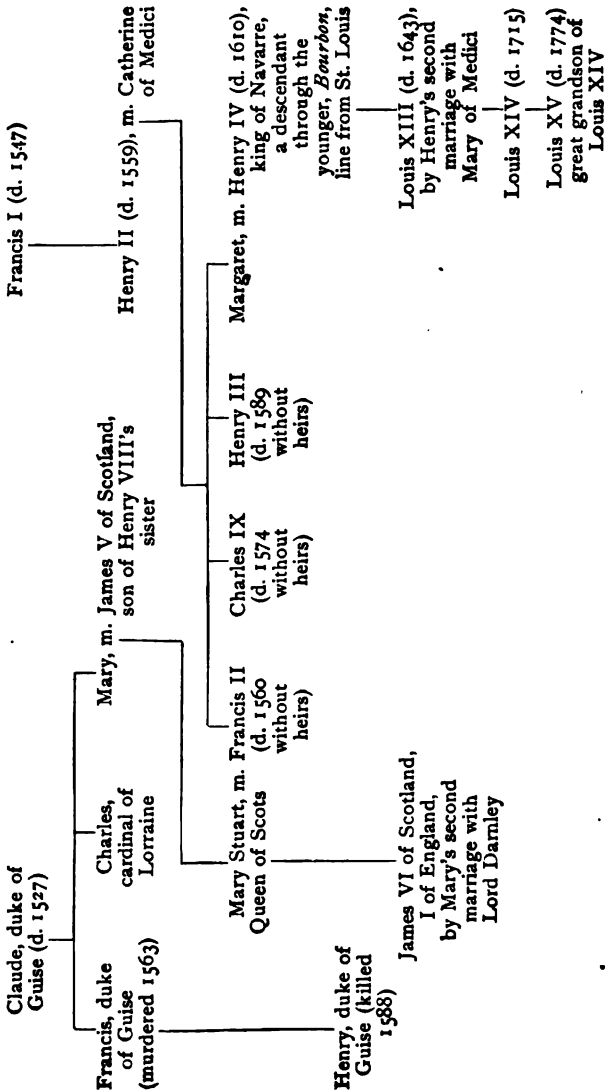 Claude, duke of
Guise (d. 1527)
Francis I (d. 1547)
Francis, duke
of Guise
(murdered 1563)
Charles,
cardinal of
Lorraine
Mary, m. James V of Scotland,
son of Henry VIII's
sister
Henry II (d. 1559), m. Catherine
of Medici
Henry, duke of
Guise (killed
1588)
Mary Stuart, m. Francis II
Queen of Scots
(d. 1560
without
heirs)
Charles IX
(d. 1574
without
heirs)
Henry III
(d. 1589
without
heirs)
Margaret, m. Henry IV (d. 1610),
king of Navarre,
a descendant
through the
younger, Bourbon,
line from St. Louis
James VI of Scotland,
I of England,
by Mary's second
marriage with
Lord Darnley
Louis XIII (d. 1643),
by Henry's second
marriage with
Mary of Medici
Louis XIV (d. 1715)
Louis XV (d. 1774)
great grandson of
Louis XIV